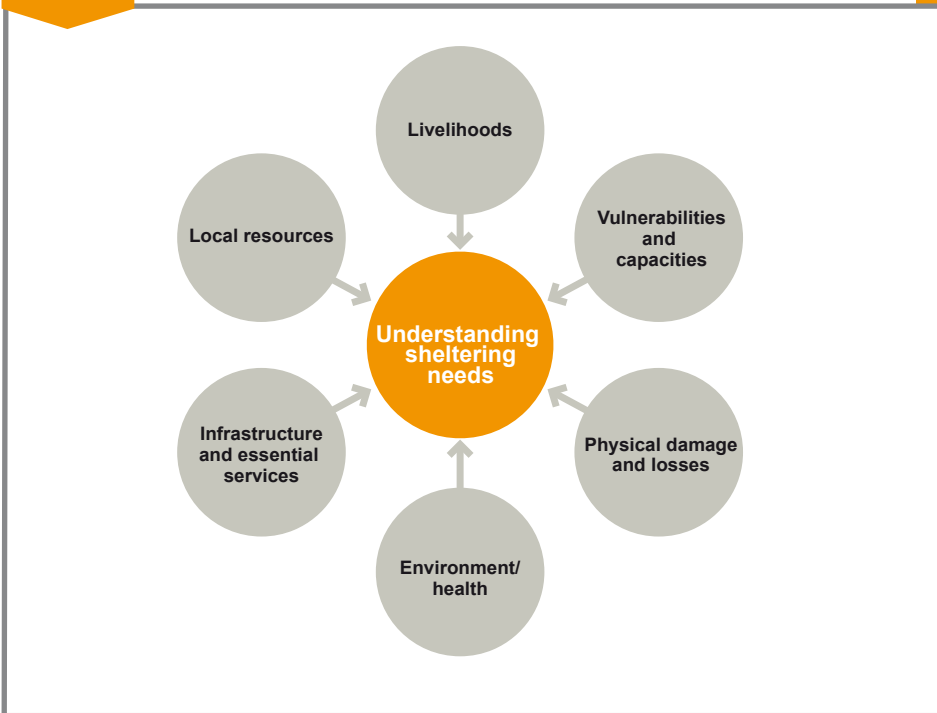 Livelihoods
Vulnerabilities
and
capacities
Local resources
Understanding
sheltering
needs
Physical damage
and losses
Infrastructure
and essential
services
Environment/
health